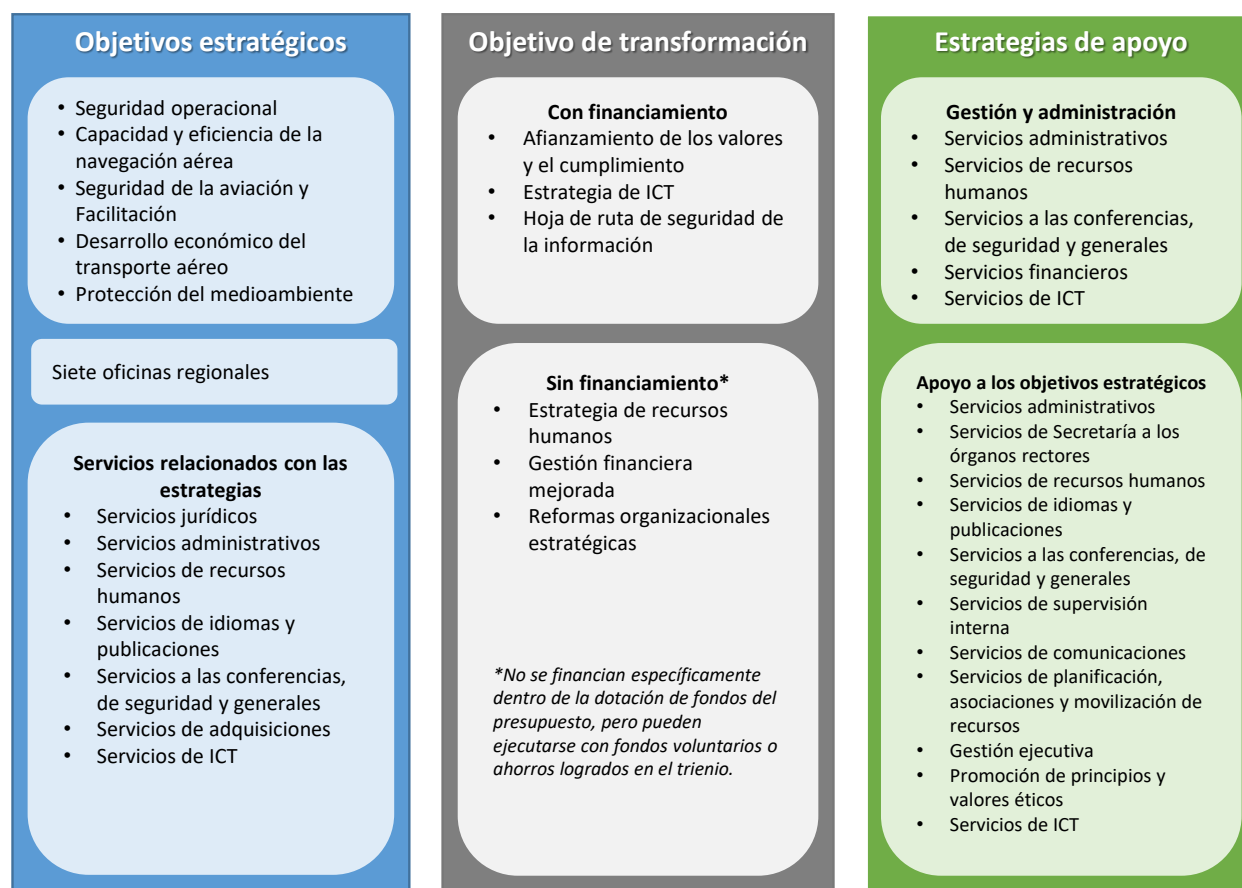 Objetivos estratégicos
• Seguridad operacional
• Capacidad y eficiencia de la
navegación aérea
• Seguridad de la aviación y
Facilitación
• Desarrollo económico del
transporte aéreo
• Protección del medioambiente
Siete oficinas regionales
Servicios relacionados con las
estrategias
• Servicios jurídicos
• Servicios administrativos
• Servicios de recursos
humanos
• Servicios de idiomas y
publicaciones
• Servicios a las conferencias,
de seguridad y generales
• Servicios de adquisiciones
• Servicios de ICT
Objetivo de transformación
Con financiamiento
• Afianzamiento de los valores
y el cumplimiento
• Estrategia de ICT
• Hoja de ruta de seguridad de
la información
Sin financiamiento*
• Estrategia de recursos
humanos
• Gestión financiera
mejorada
• Reformas organizacionales
estratégicas
*No se financian específicamente
dentro de la dotación de fondos del
presupuesto, pero pueden
ejecutarse con fondos voluntarios o
ahorros logrados en el trienio.
Estrategias de apoyo
Gestión y administración
• Servicios administrativos
• Servicios de recursos
humanos
• Servicios a las conferencias,
de seguridad y generales
• Servicios financieros
• Servicios de ICT
Apoyo a los objetivos estratégicos
• Servicios administrativos
• Servicios de Secretaría a los
órganos rectores
• Servicios de recursos humanos
• Servicios de idiomas y
publicaciones
• Servicios a las conferencias, de
seguridad y generales
• Servicios de supervisión
interna
• Servicios de comunicaciones
• Servicios de planificación,
asociaciones y movilización de
recursos
• Gestión ejecutiva
• Promoción de principios y
valores éticos
• Servicios de ICT